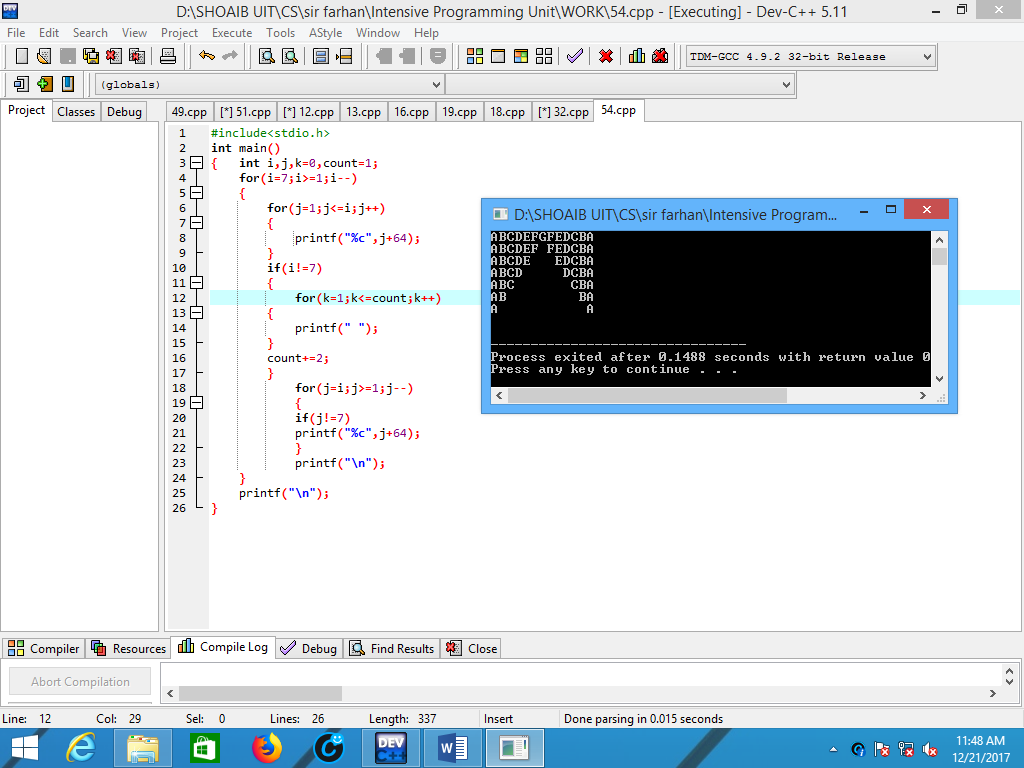 D:\SHOAIB UIT\CS\sir farhan\Intensive Programming Unit\WORK\54.cpp - [Executing] - Dev-C++ 5.11
File Edit Search View Project Execute Tools AStyle Window Help
TDM-GCC 4.9.2 32-bit Release
(globals)
Project Classes Debug
49.cpp [*] 51.cpp [*] 12.cpp 13.cpp 16.cpp 19.cpp 18.cpp [*] 32.cpp 54.cpp
1 #include<stdio.h>
2 int main()
3 { int i,j,k=0,count=1;
4 for(i=7;i>=1;i--)
5 {
6 for(j=1;j<=i;j++)
7 {
8 printf("%c",j+64);
9 }
10 if(i!=7)
11 {
12 for(k=1;k<=count;k++)
13 {
14 printf(" ");
15 }
16 count+=2;
17 }
18 for(j=i;j>=1;j--)
19 {
20 if(j!=7)
21 printf("%c",j+64);
22 }
23 printf("\n");
24 }
25 printf("\n");
26 }
D:\SHOAIB UIT\CS\sir farhan\Intensive Program...
ABCDEFGFEDCBA
ABCDEF FEDCBA
ABCDE   EDCBA
ABCD     DCBA
ABC       CBA
AB         BA
A           A
--------------------------------
Process exited after 0.1488 seconds with return value 0
Press any key to continue . . .
Compiler Resources Compile Log Debug Find Results Close
Abort Compilation
Line: 12 Col: 29 Sel: 0 Lines: 26 Length: 337 Insert Done parsing in 0.015 seconds
DEV C++
11:48 AM
12/21/2017